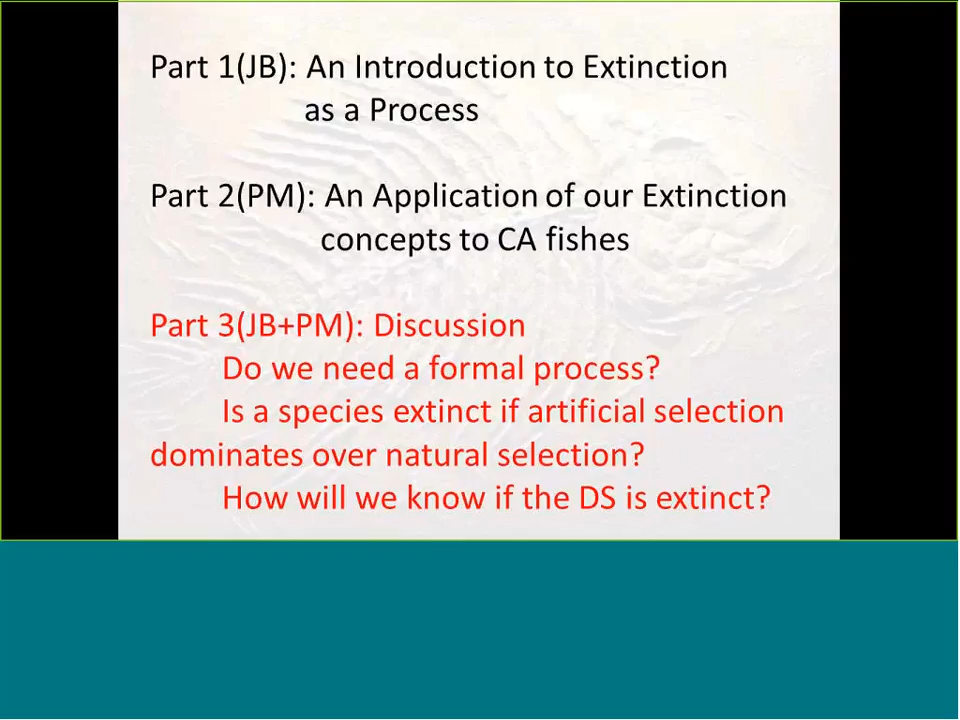 Part 1(JB): An Introduction to Extinction
as a Process
Part 2(PM): An Application of our Extinction
concepts to CA fishes
Part 3(JB+PM): Discussion
Do we need a formal process?
Is a species extinct if artificial selection
dominates over natural selection?
How will we know if the DS is extinct?